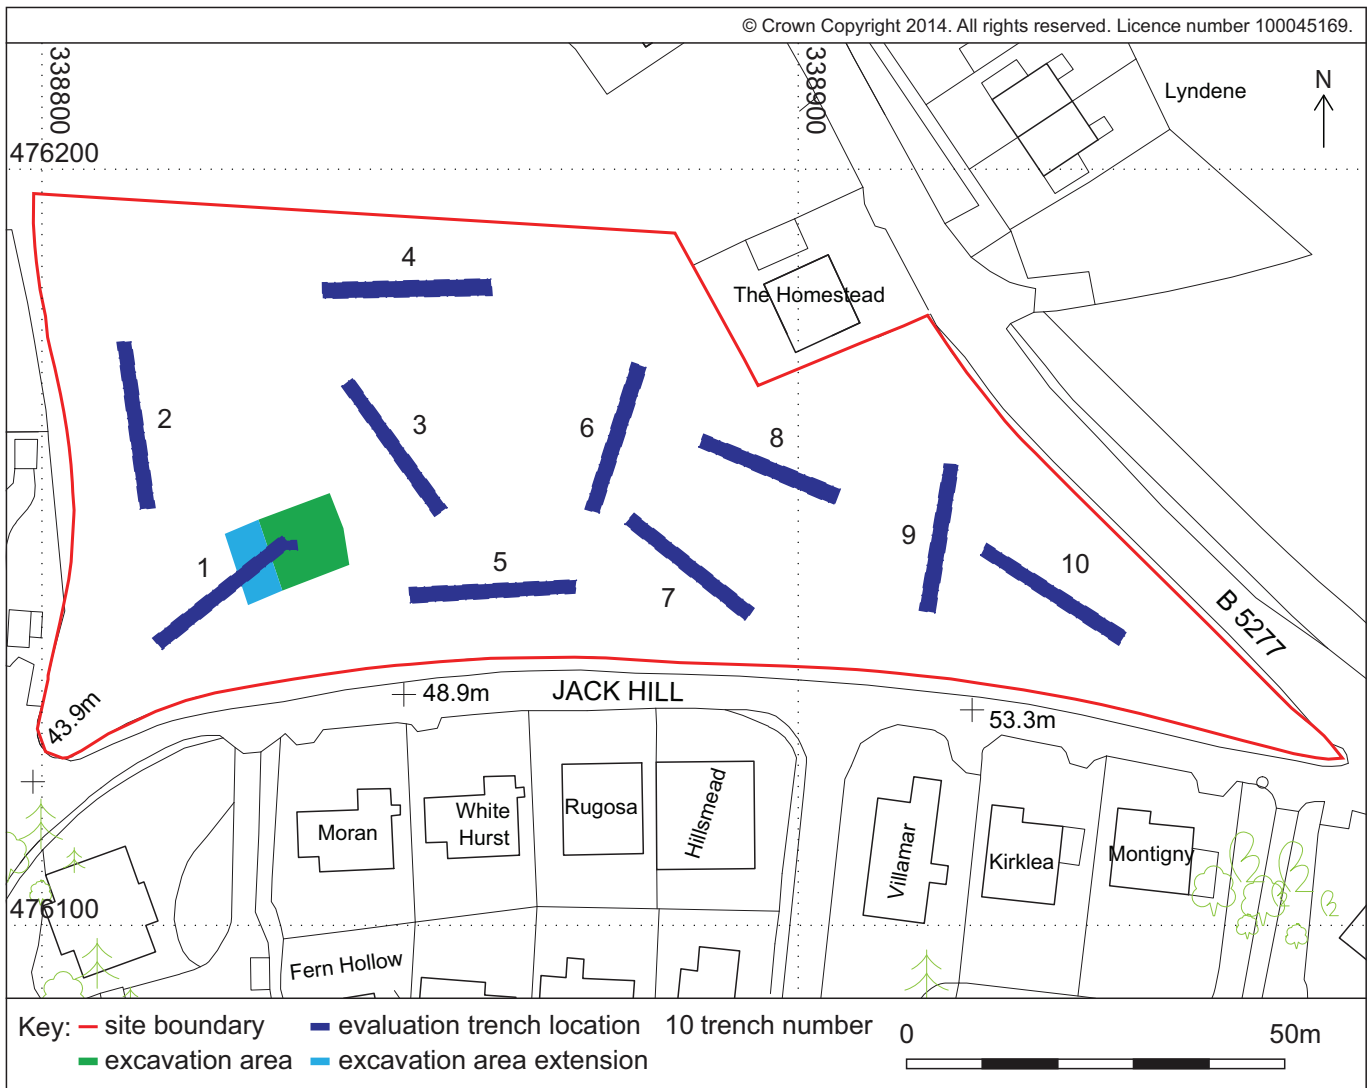 © Crown Copyright 2014. All rights reserved. Licence number 100045169.
338800
338900
Lyndene
N
476200
4
The Homestead
2
3
6
8
9
10
1
5
7
B 5277
43.9m
48.9m
JACK HILL
53.3m
Moran
White
Hurst
Rugosa
Hillsmead
Villamar
Kirklea
Montigny
476100
Fern Hollow
Key: site boundary evaluation trench location 10 trench number 0 50m
excavation area excavation area extension